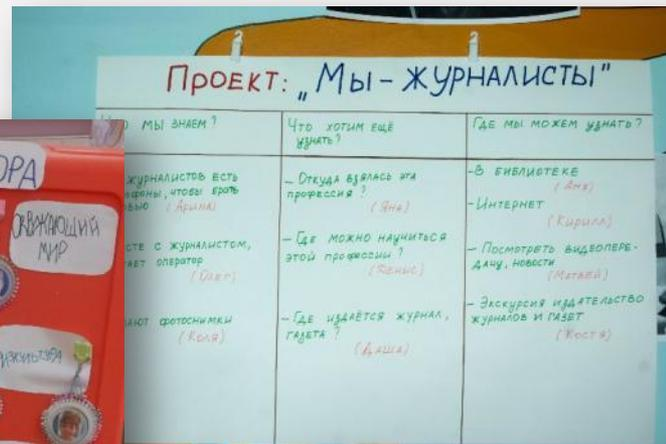 Проект: „Мы-журналисты"
мы знаем?
журналистов есть
чтобы брать
(Арина)
с журналистом,
оператор
(Олег)
фотоснимки
(Коля)
Что хотим ещё
узнать?
- Откуда взялась эта
профессия?
(Яна)
- Где можно научиться
этой профессии?
(Денис)
- Где издаётся журнал,
газета?
(Даша)
Где мы можем узнать?
-В библиотеке
(Аня)
-Интернет
(Кирилл)
- Посмотреть видеопере-
дачу, новости
(Матвей)
- Экскурсия издательство
журналов и газет
(Костя)
ОКРУЖАЮЩИЙ
МИР